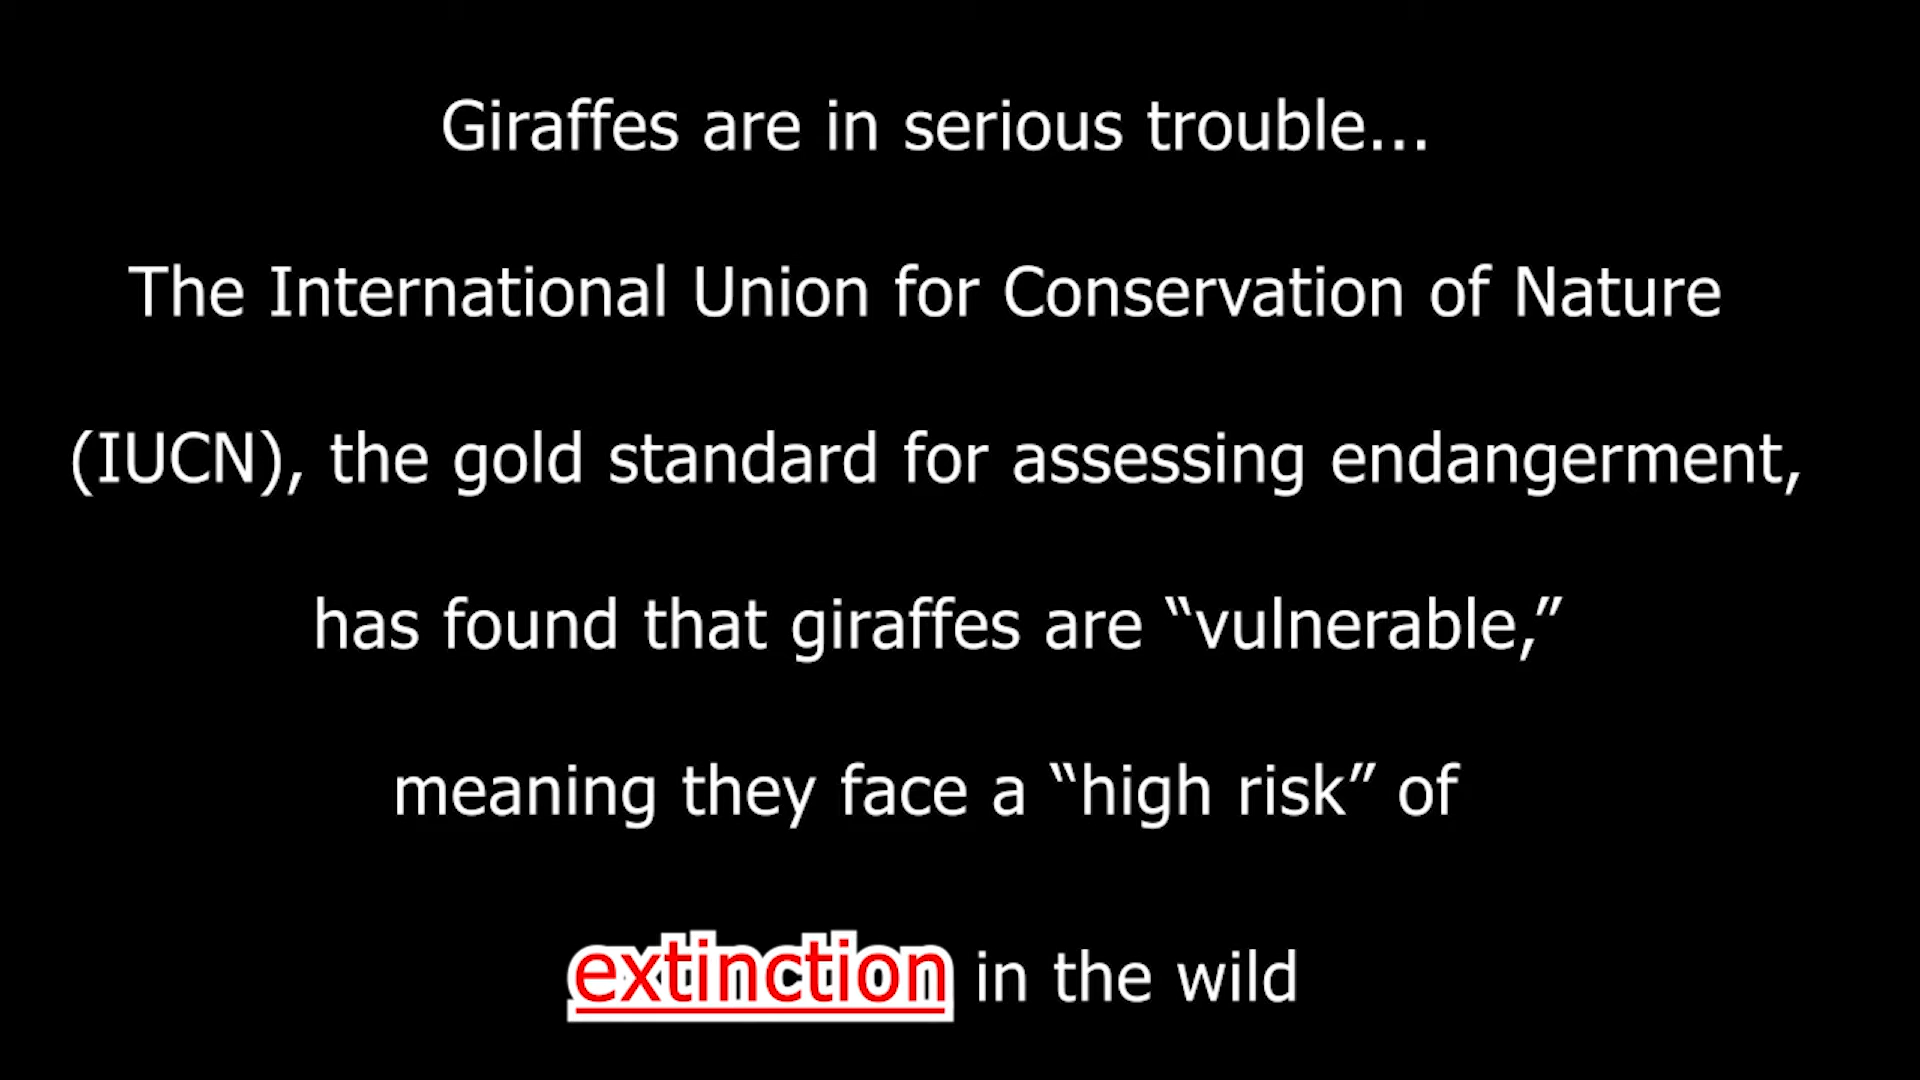 Giraffes are in serious trouble...
The International Union for Conservation of Nature
(IUCN), the gold standard for assessing endangerment,
has found that giraffes are “vulnerable,”
meaning they face a “high risk” of
extinction in the wild